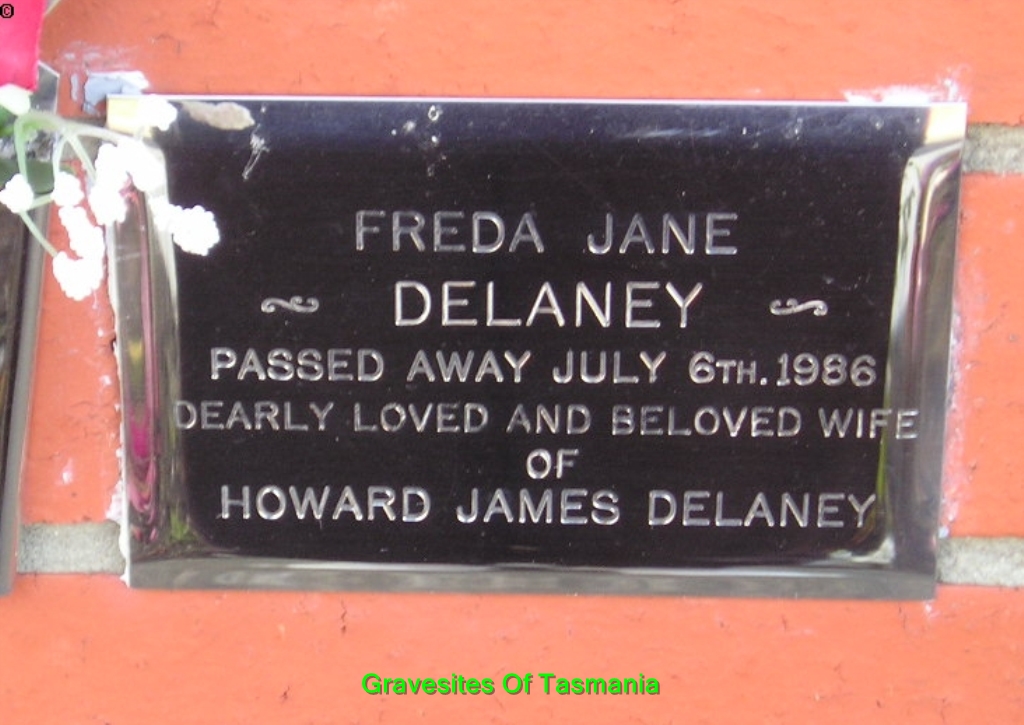 ©
FREDA JANE
DELANEY
PASSED AWAY JULY 6TH. 1986
DEARLY LOVED AND BELOVED WIFE
OF
HOWARD JAMES DELANEY
Gravesites Of Tasmania